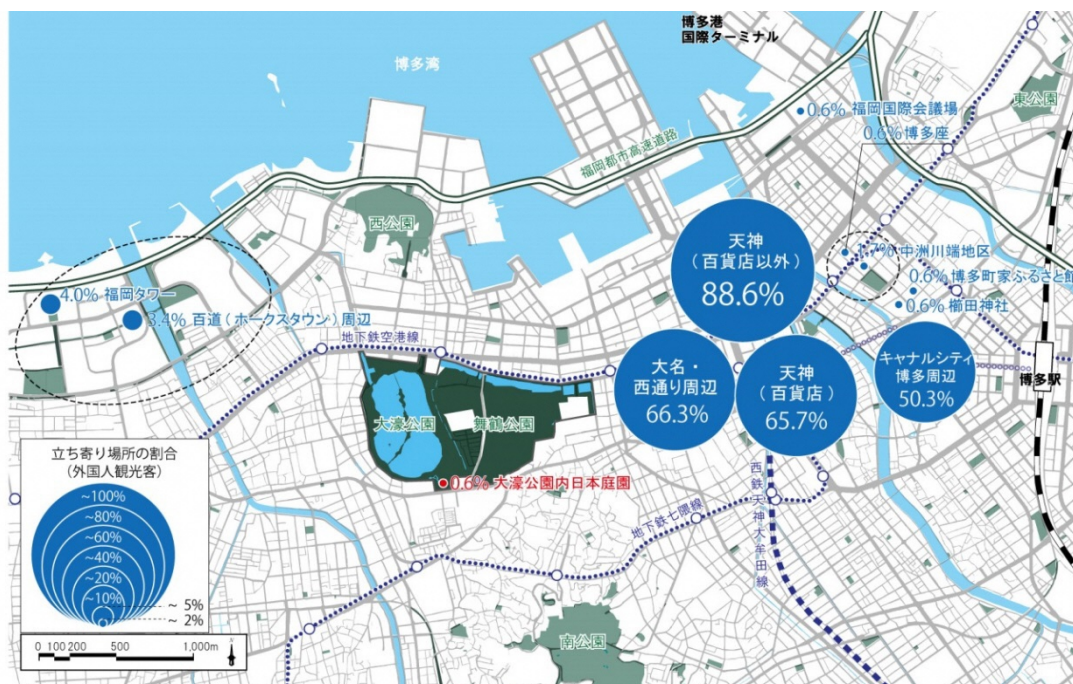 博多港
国際ターミナル
博多湾
東公園
0.6% 福岡国際会議場
0.6% 博多座
福岡都市高速道路
西公園
天神
(百貨店以外)
88.6%
1.7% 中洲川端地区
0.6% 博多町家ふるさと館
0.6% 櫛田神社
4.0% 福岡タワー
3.4% 百道(ホークスタウン)周辺
地下鉄空港線
大名・
西通り周辺
66.3%
天神
(百貨店)
65.7%
キャナルシティ
博多周辺
50.3%
博多駅
大濠公園
舞鶴公園
0.6% 大濠公園内日本庭園
西鉄天神大牟田線
地下鉄七隈線
南公園
立ち寄り場所の割合
(外国人観光客)
~100%
~80%
~60%
~40%
~20%
~10%
~ 5%
~ 2%
0 100 200 500 1,000m